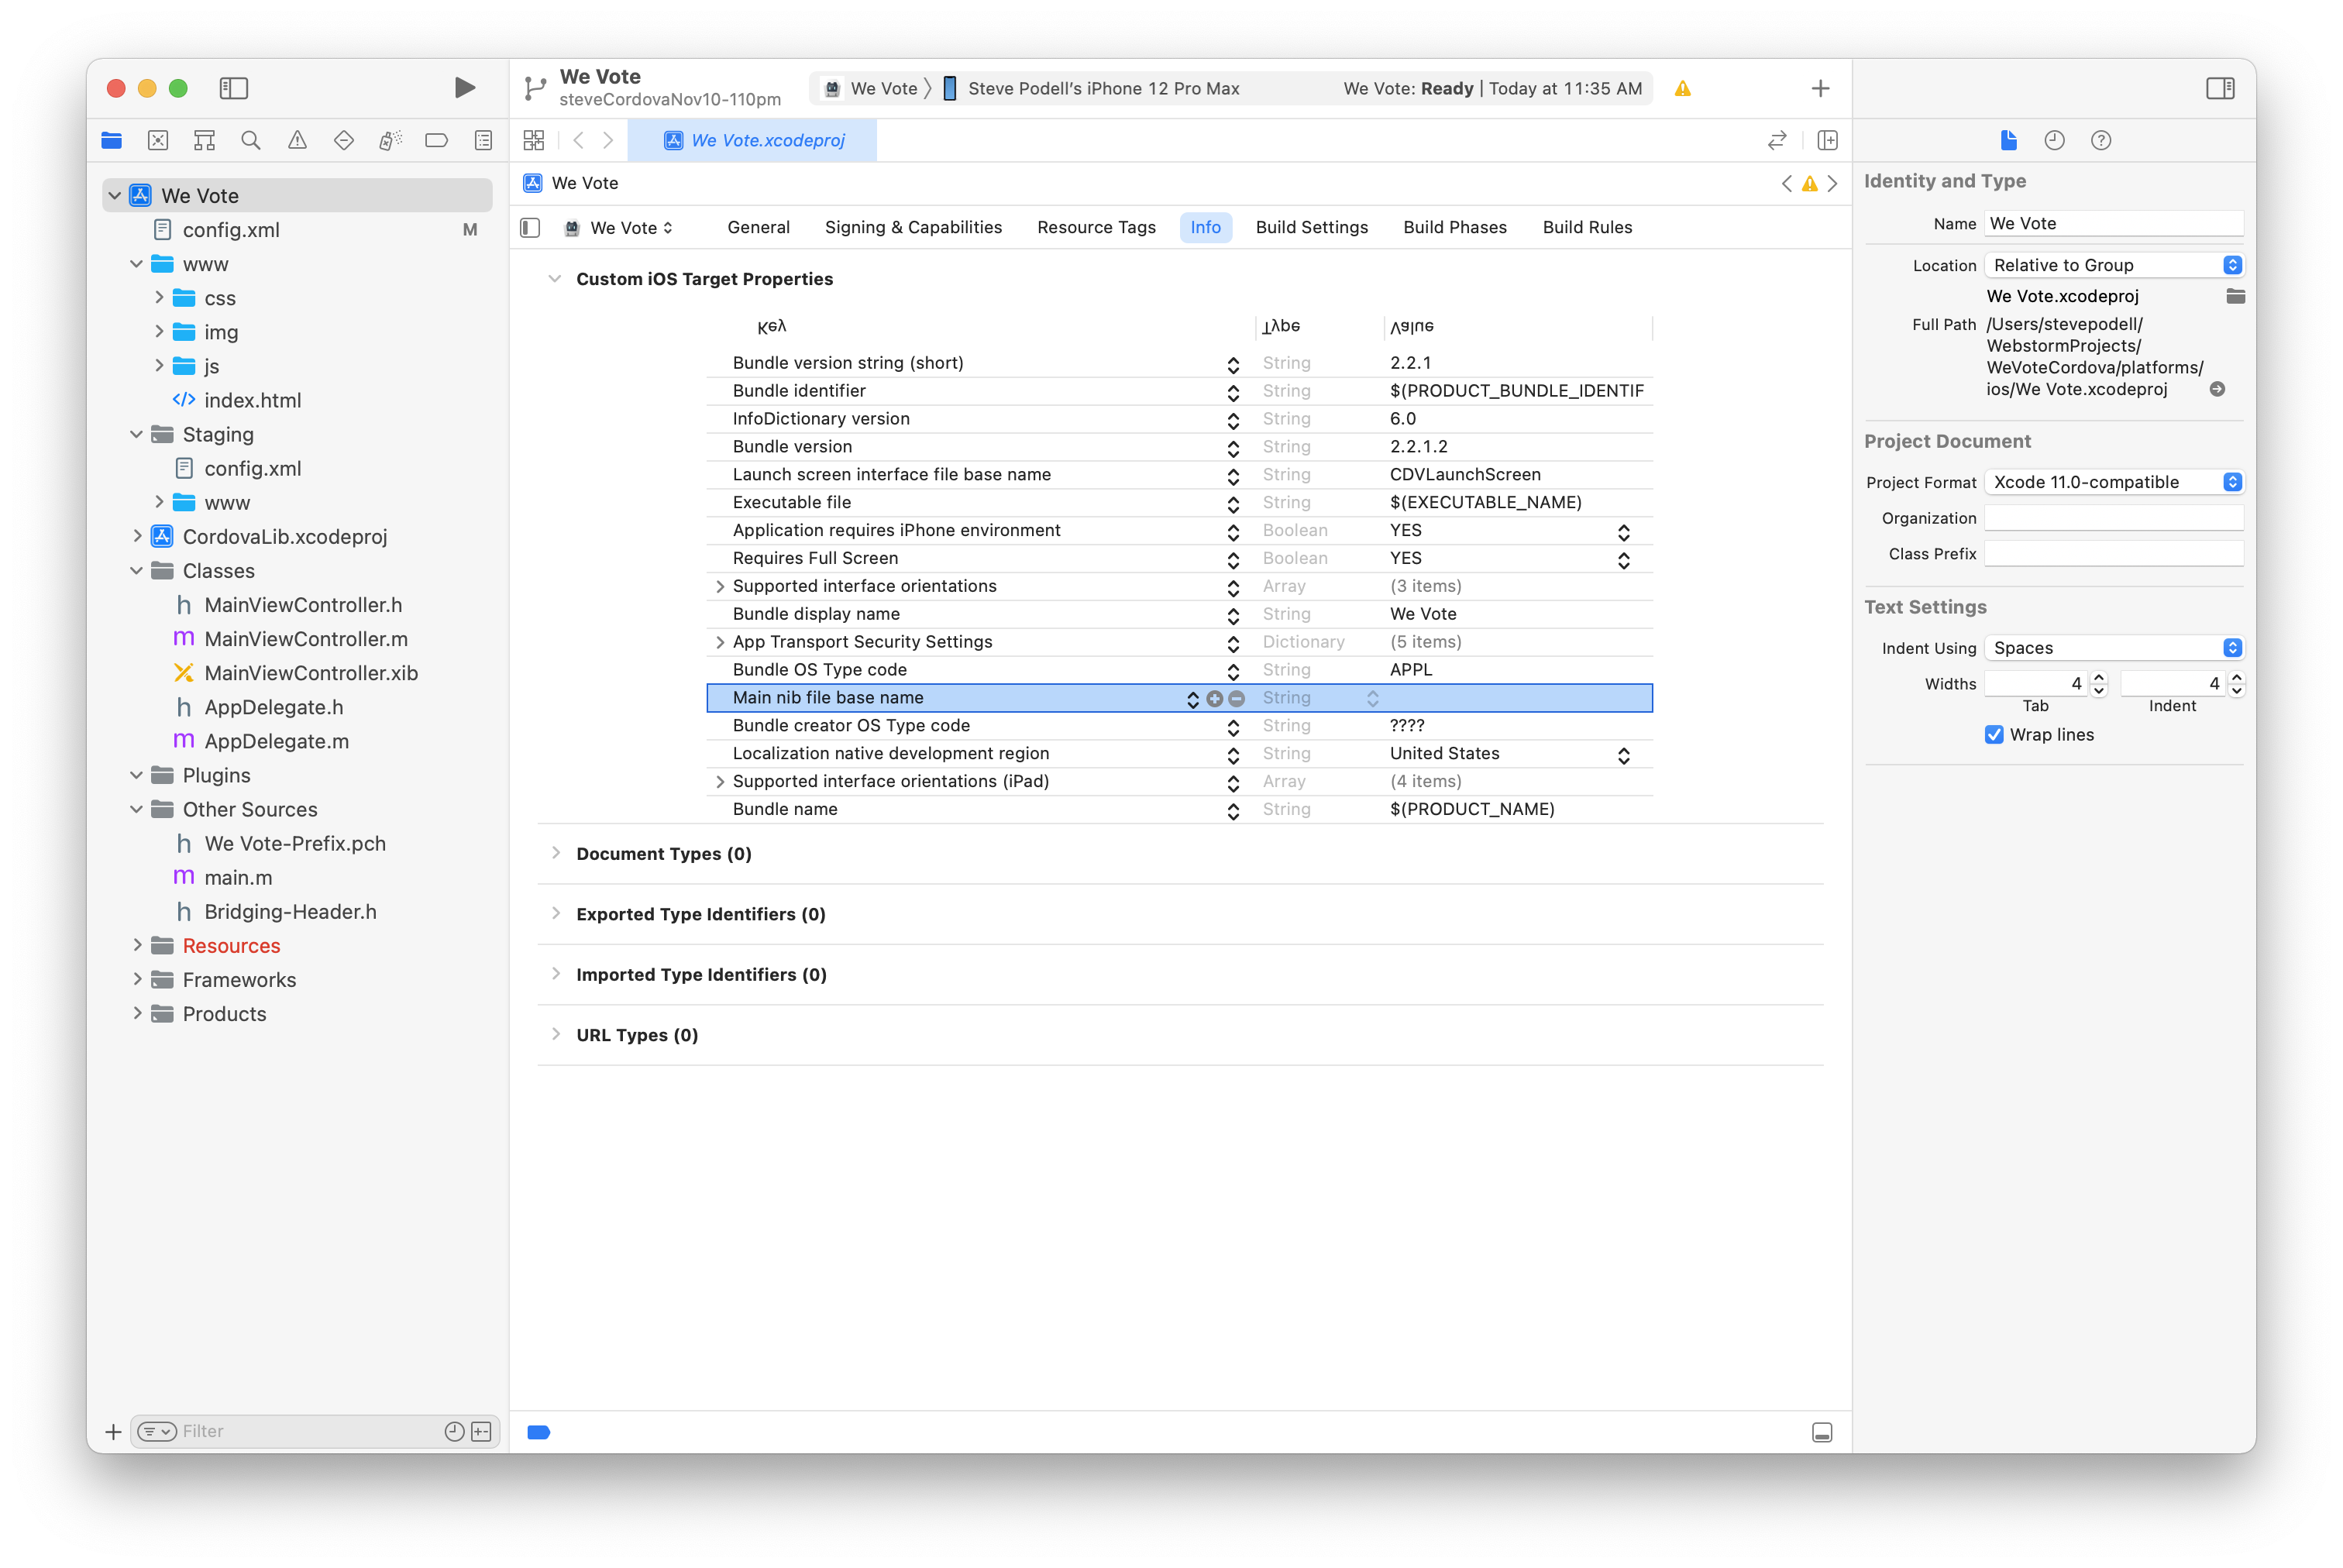 We Vote
steveCordovaNov10-110pm
We Vote
Steve Podell's iPhone 12 Pro Max
We Vote: Ready | Today at 11:35 AM
We Vote.xcodeproj
We Vote
config.xml
M
www
css
img
js
index.html
Staging
config.xml
www
CordovaLib.xcodeproj
Classes
MainViewController.h
MainViewController.m
MainViewController.xib
AppDelegate.h
AppDelegate.m
Plugins
Other Sources
We Vote-Prefix.pch
main.m
Bridging-Header.h
Resources
Frameworks
Products
Filter
We Vote
We Vote
General
Signing & Capabilities
Resource Tags
Info
Build Settings
Build Phases
Build Rules
Custom iOS Target Properties
Key Type Value
Bundle version string (short) String 2.2.1
Bundle identifier String $(PRODUCT_BUNDLE_IDENTIF
InfoDictionary version String 6.0
Bundle version String 2.2.1.2
Launch screen interface file base name String CDVLaunchScreen
Executable file String $(EXECUTABLE_NAME)
Application requires iPhone environment Boolean YES
Requires Full Screen Boolean YES
Supported interface orientations Array (3 items)
Bundle display name String We Vote
App Transport Security Settings Dictionary (5 items)
Bundle OS Type code String APPL
Main nib file base name String
Bundle creator OS Type code String ????
Localization native development region String United States
Supported interface orientations (iPad) Array (4 items)
Bundle name String $(PRODUCT_NAME)
Document Types (0)
Exported Type Identifiers (0)
Imported Type Identifiers (0)
URL Types (0)
Identity and Type
Name We Vote
Location Relative to Group
We Vote.xcodeproj
Full Path /Users/stevepodell/
WebstormProjects/
WeVoteCordova/platforms/
ios/We Vote.xcodeproj
Project Document
Project Format Xcode 11.0-compatible
Organization
Class Prefix
Text Settings
Indent Using Spaces
Widths 4 4
Tab Indent
Wrap lines